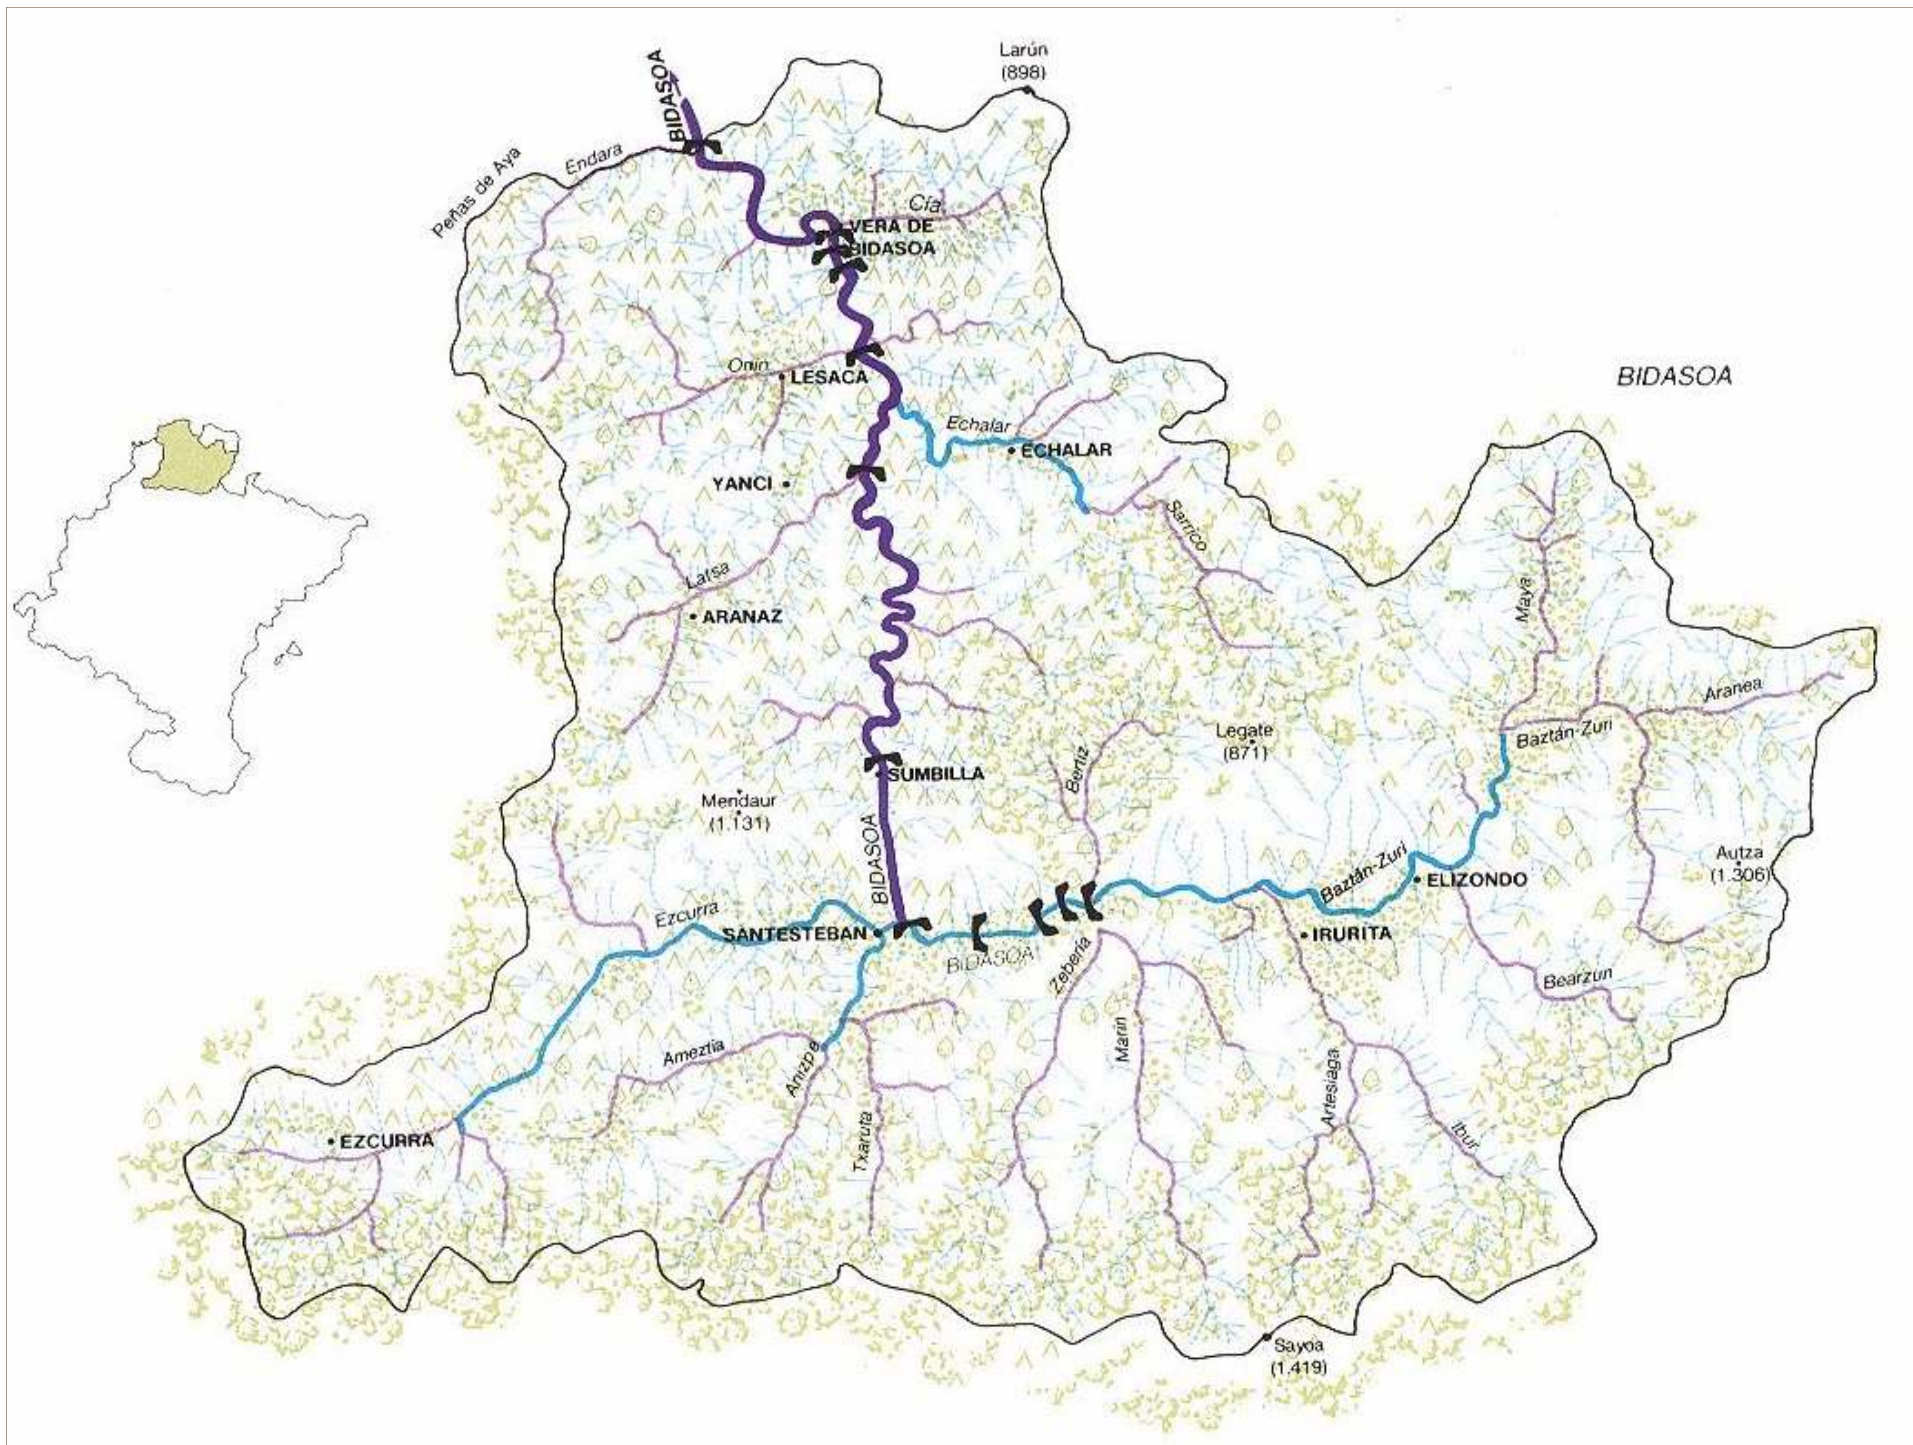 Larún
(898)
BIDASOA
Peñas de Aya
Endara
Cía
VERA DE
BIDASOA
BIDASOA
Onin
LESACA
Echalar
ECHALAR
YANCI
Sarrico
Latsa
ARANAZ
Maya
Aranea
Baztán-Zuri
Legate
(871)
Bertiz
SUMBILLA
Mendaur
(1.131)
BIDASOA
Autza
(1.306)
Baztán-Zuri
ELIZONDO
Ezcurra
SANTESTEBAN
IRURITA
BIDASOA
Zeberia
Bearzun
Marin
Ameztia
Anizpe
Artesiaga
Txaruta
Ibur
EZCURRA
Sayoa
(1.419)